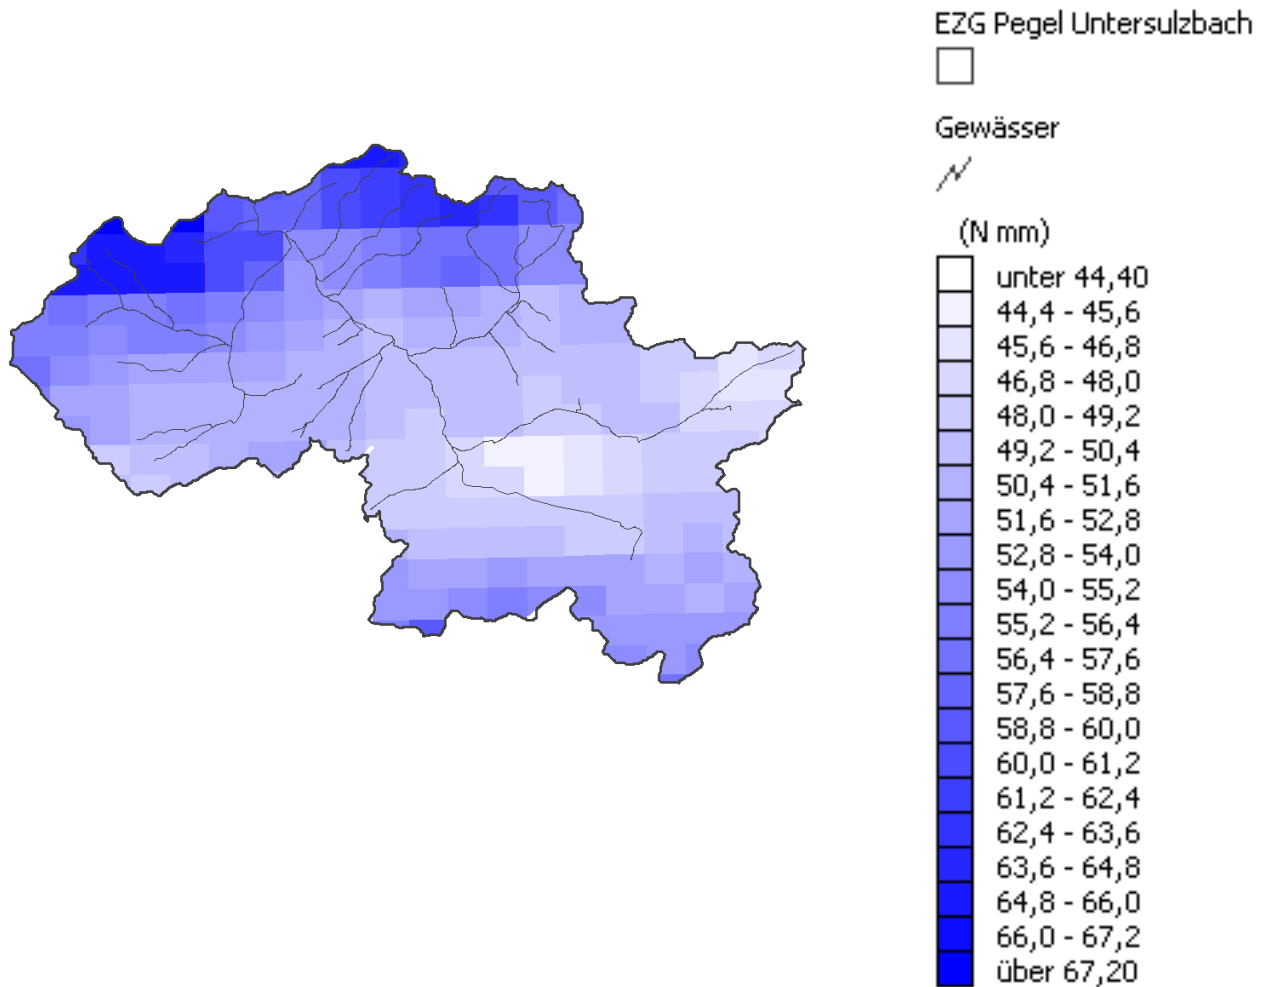 EZG Pegel Untersulzbach
Gewässer
(N mm)
unter 44,40
44,4 - 45,6
45,6 - 46,8
46,8 - 48,0
48,0 - 49,2
49,2 - 50,4
50,4 - 51,6
51,6 - 52,8
52,8 - 54,0
54,0 - 55,2
55,2 - 56,4
56,4 - 57,6
57,6 - 58,8
58,8 - 60,0
60,0 - 61,2
61,2 - 62,4
62,4 - 63,6
63,6 - 64,8
64,8 - 66,0
66,0 - 67,2
über 67,20